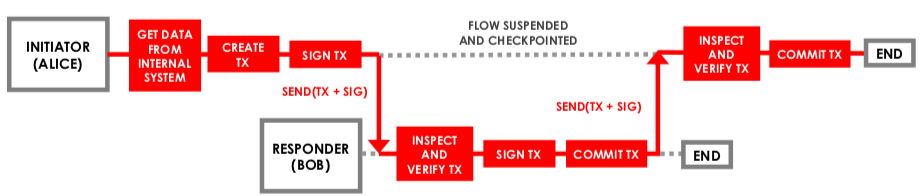 INITIATOR
(ALICE)
GET DATA
FROM
INTERNAL
SYSTEM
CREATE
TX
SIGN TX
FLOW SUSPENDED
AND CHECKPOINTED
INSPECT
AND
VERIFY TX
COMMIT TX
END
SEND(TX + SIG)
SEND(TX + SIG)
RESPONDER
(BOB)
INSPECT
AND
VERIFY TX
SIGN TX
COMMIT TX
END